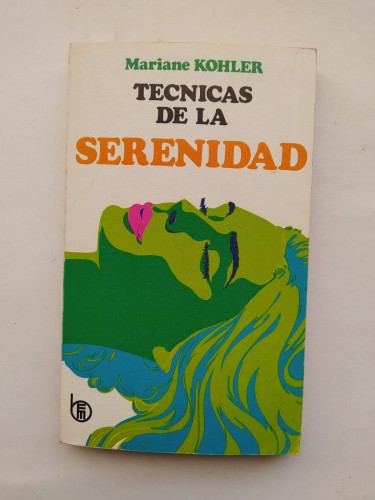 Mariane KOHLER
TECNICAS
DE LA
SERENIDAD